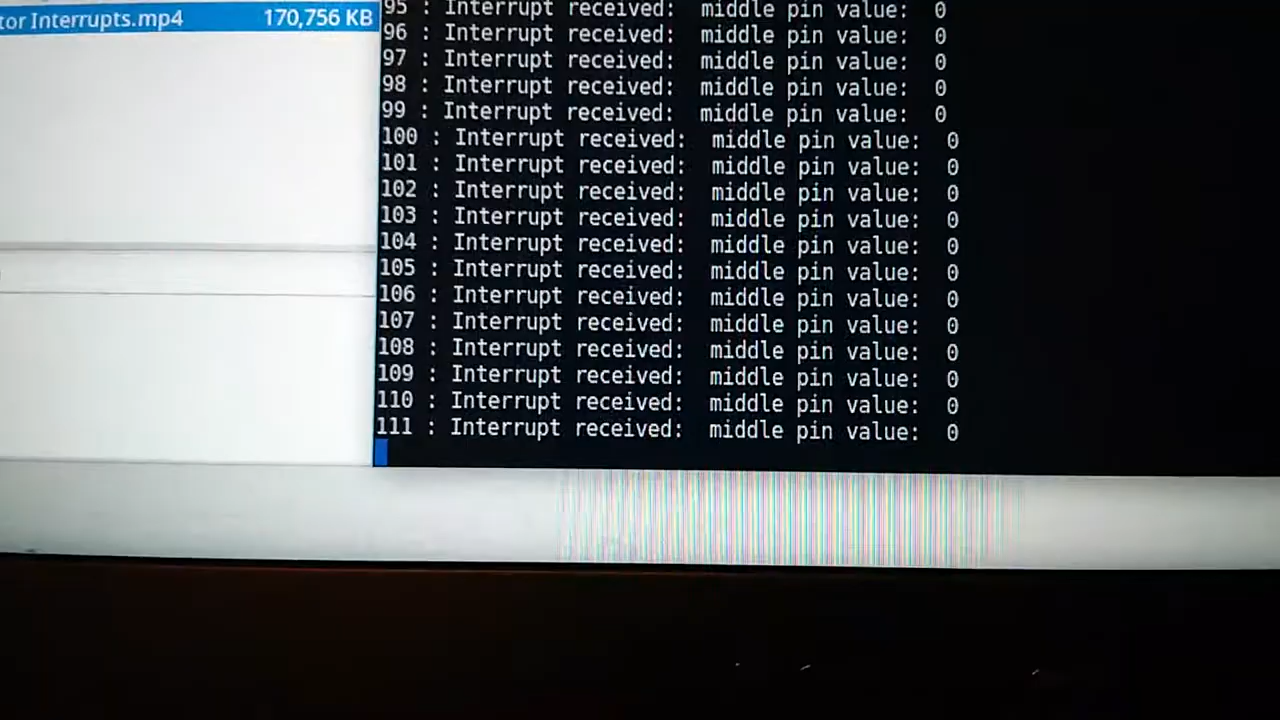 tor Interrupts.mp4 170,756 KB
95 : Interrupt received:  middle pin value:  0
96 : Interrupt received:  middle pin value:  0
97 : Interrupt received:  middle pin value:  0
98 : Interrupt received:  middle pin value:  0
99 : Interrupt received:  middle pin value:  0
100 : Interrupt received:  middle pin value:  0
101 : Interrupt received:  middle pin value:  0
102 : Interrupt received:  middle pin value:  0
103 : Interrupt received:  middle pin value:  0
104 : Interrupt received:  middle pin value:  0
105 : Interrupt received:  middle pin value:  0
106 : Interrupt received:  middle pin value:  0
107 : Interrupt received:  middle pin value:  0
108 : Interrupt received:  middle pin value:  0
109 : Interrupt received:  middle pin value:  0
110 : Interrupt received:  middle pin value:  0
111 : Interrupt received:  middle pin value:  0